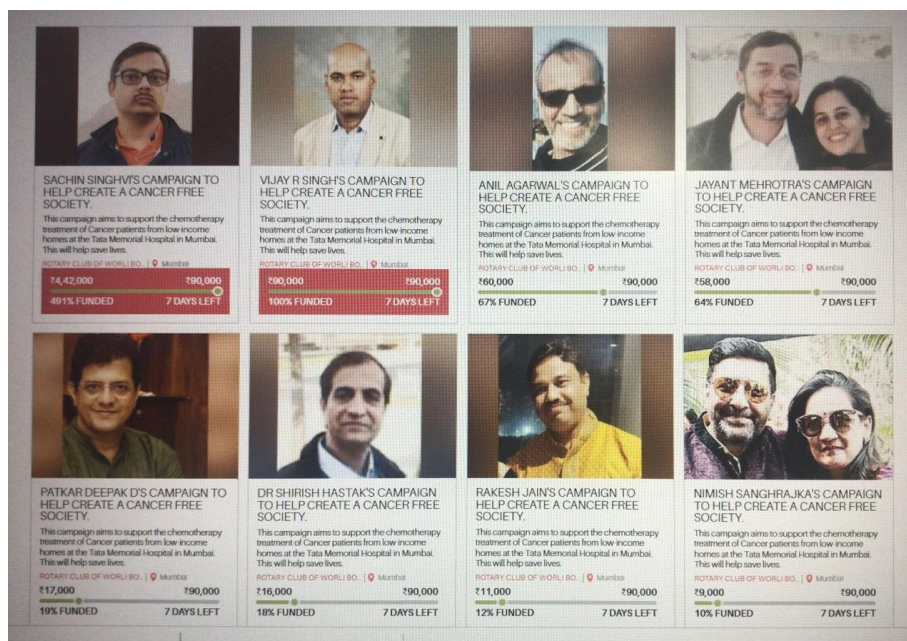 SACHIN SINGHVI'S CAMPAIGN TO
HELP CREATE A CANCER FREE
SOCIETY.
This campaign aims to support the chemotherapy
treatment of Cancer patients from low income
homes at the Tata Memorial Hospital in Mumbai.
This will help save lives.
ROTARY CLUB OF WORLI BO.. | Mumbai
₹4,42,000 ₹90,000
491% FUNDED 7 DAYS LEFT
VIJAY R SINGH'S CAMPAIGN TO
HELP CREATE A CANCER FREE
SOCIETY.
This campaign aims to support the chemotherapy
treatment of Cancer patients from low income
homes at the Tata Memorial Hospital in Mumbai.
This will help save lives.
ROTARY CLUB OF WORLI BO.. | Mumbai
₹90,000 ₹90,000
100% FUNDED 7 DAYS LEFT
ANIL AGARWAL'S CAMPAIGN TO
HELP CREATE A CANCER FREE
SOCIETY.
This campaign aims to support the chemotherapy
treatment of Cancer patients from low income
homes at the Tata Memorial Hospital in Mumbai.
This will help save lives.
ROTARY CLUB OF WORLI BO.. | Mumbai
₹60,000 ₹90,000
67% FUNDED 7 DAYS LEFT
JAYANT MEHROTRA'S CAMPAIGN
TO HELP CREATE A CANCER FREE
SOCIETY.
This campaign aims to support the chemotherapy
treatment of Cancer patients from low income
homes at the Tata Memorial Hospital in Mumbai.
This will help save lives.
ROTARY CLUB OF WORLI BO.. | Mumbai
₹58,000 ₹90,000
64% FUNDED 7 DAYS LEFT
PATKAR DEEPAK D'S CAMPAIGN TO
HELP CREATE A CANCER FREE
SOCIETY.
This campaign aims to support the chemotherapy
treatment of Cancer patients from low income
homes at the Tata Memorial Hospital in Mumbai.
This will help save lives.
ROTARY CLUB OF WORLI BO.. | Mumbai
₹17,000 ₹90,000
19% FUNDED 7 DAYS LEFT
DR SHIRISH HASTAK'S CAMPAIGN
TO HELP CREATE A CANCER FREE
SOCIETY.
This campaign aims to support the chemotherapy
treatment of Cancer patients from low income
homes at the Tata Memorial Hospital in Mumbai.
This will help save lives.
ROTARY CLUB OF WORLI BO.. | Mumbai
₹16,000 ₹90,000
18% FUNDED 7 DAYS LEFT
RAKESH JAIN'S CAMPAIGN TO
HELP CREATE A CANCER FREE
SOCIETY.
This campaign aims to support the chemotherapy
treatment of Cancer patients from low income
homes at the Tata Memorial Hospital in Mumbai.
This will help save lives.
ROTARY CLUB OF WORLI BO.. | Mumbai
₹11,000 ₹90,000
12% FUNDED 7 DAYS LEFT
NIMISH SANGHRAJKA'S CAMPAIGN
TO HELP CREATE A CANCER FREE
SOCIETY.
This campaign aims to support the chemotherapy
treatment of Cancer patients from low income
homes at the Tata Memorial Hospital in Mumbai.
This will help save lives.
ROTARY CLUB OF WORLI BO.. | Mumbai
₹9,000 ₹90,000
10% FUNDED 7 DAYS LEFT